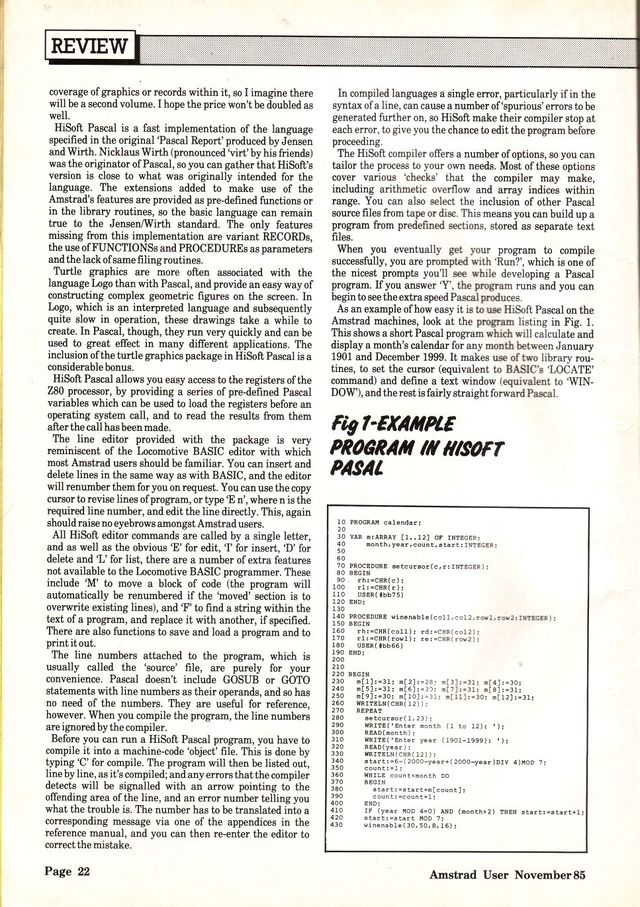 REVIEW
coverage of graphics or records within it, so I imagine there
will be a second volume. I hope the price won't be doubled as
well.
HiSoft Pascal is a fast implementation of the language
specified in the original 'Pascal Report' produced by Jensen
and Wirth. Nicklaus Wirth (pronounced 'virt' by his friends)
was the originator of Pascal, so you can gather that HiSoft's
version is close to what was originally intended for the
language. The extensions added to make use of the
Amstrad's features are provided as pre-defined functions or
in the library routines, so the basic language can remain
true to the Jensen/Wirth standard. The only features
missing from this implementation are variant RECORDs,
the use of FUNCTIONSs and PROCEDUREs as parameters
and the lack of same filing routines.
Turtle graphics are more often associated with the
language Logo than with Pascal, and provide an easy way of
constructing complex geometric figures on the screen. In
Logo, which is an interpreted language and subsequently
quite slow in operation, these drawings take a while to
create. In Pascal, though, they run very quickly and can be
used to great effect in many different applications. The
inclusion of the turtle graphics package in HiSoft Pascal is a
considerable bonus.
HiSoft Pascal allows you easy access to the registers of the
Z80 processor, by providing a series of pre-defined Pascal
variables which can be used to load the registers before an
operating system call, and to read the results from them
after the call has been made.
The line editor provided with the package is very
reminiscent of the Locomotive BASIC editor with which
most Amstrad users should be familiar. You can insert and
delete lines in the same way as with BASIC, and the editor
will renumber them for you on request. You can use the copy
cursor to revise lines of program, or type 'E n', where n is the
required line number, and edit the line directly. This, again
should raise no eyebrows amongst Amstrad users.
All HiSoft editor commands are called by a single letter,
and as well as the obvious 'E' for edit, 'I' for insert, 'D' for
delete and 'L' for list, there are a number of extra features
not available to the Locomotive BASIC programmer. These
include 'M' to move a block of code (the program will
automatically be renumbered if the 'moved' section is to
overwrite existing lines), and 'F' to find a string within the
text of a program, and replace it with another, if specified.
There are also functions to save and load a program and to
print it out.
The line numbers attached to the program, which is
usually called the 'source' file, are purely for your
convenience. Pascal doesn't include GOSUB or GOTO
statements with line numbers as their operands, and so has
no need of the numbers. They are useful for reference,
however. When you compile the program, the line numbers
are ignored by the compiler.
Before you can run a HiSoft Pascal program, you have to
compile it into a machine-code 'object' file. This is done by
typing 'C' for compile. The program will then be listed out,
line by line, as it's compiled; and any errors that the compiler
detects will be signalled with an arrow pointing to the
offending area of the line, and an error number telling you
what the trouble is. The number has to be translated into a
corresponding message via one of the appendices in the
reference manual, and you can then re-enter the editor to
correct the mistake.
In compiled languages a single error, particularly if in the
syntax of a line, can cause a number of 'spurious' errors to be
generated further on, so HiSoft make their compiler stop at
each error, to give you the chance to edit the program before
proceeding.
The HiSoft compiler offers a number of options, so you can
tailor the process to your own needs. Most of these options
cover various 'checks' that the compiler may make,
including arithmetic overflow and array indices within
range. You can also select the inclusion of other Pascal
source files from tape or disc. This means you can build up a
program from predefined sections, stored as separate text
files.
When you eventually get your program to compile
successfully, you are prompted with 'Run?', which is one of
the nicest prompts you'll see while developing a Pascal
program. If you answer 'Y', the program runs and you can
begin to see the extra speed Pascal produces.
As an example of how easy it is to use HiSoft Pascal on the
Amstrad machines, look at the program listing in Fig. 1.
This shows a short Pascal program which will calculate and
display a month's calendar for any month between January
1901 and December 1999. It makes use of two library rou-
tines, to set the cursor (equivalent to BASIC's 'LOCATE'
command) and define a text window (equivalent to 'WIN-
DOW'), and the rest is fairly straight forward Pascal.
Fig 1-EXAMPLE
PROGRAM IN HISOFT
PASAL
10 PROGRAM calendar;
20
30 VAR m:ARRAY [1..12] OF INTEGER;
40 month,year,count,start:INTEGER;
50
60
70 PROCEDURE setcursor(c,r:INTEGER);
80 BEGIN
90 rh:=CHR(c);
100 rl:=CHR(r);
110 USER(#bb75)
120 END;
130
140 PROCEDURE winenable(col1,col2,row1,row2:INTEGER);
150 BEGIN
160 rh:=CHR(col1); rd:=CHR(col2);
170 rl:=CHR(row1); re:=CHR(row2);
180 USER(#bb66)
190 END;
200
210
220 BEGIN
230 m[1]:=31; m[2]:=28; m[3]:=31; m[4]:=30;
240 m[5]:=31; m[6]:=30; m[7]:=31; m[8]:=31;
250 m[9]:=30; m[10]:=31; m[11]:=30; m[12]:=31;
260 WRITELN(CHR(12));
270 REPEAT
280 setcursor(1,23);
290 WRITE('Enter month (1 to 12): ');
300 READ(month);
310 WRITE('Enter year (1901-1999): ');
320 READ(year);
330 WRITELN(CHR(12));
340 start:=6-(2000-year+(2000-year)DIV 4)MOD 7;
350 count:=1;
360 WHILE count<month DO
370 BEGIN
380 start:=start+m[count];
390 count:=count+1;
400 END;
410 IF (year MOD 4=0) AND (month>2) THEN start:=start+1;
420 start:=start MOD 7;
430 winenable(30,50,8,16);
Page 22
Amstrad User November 85